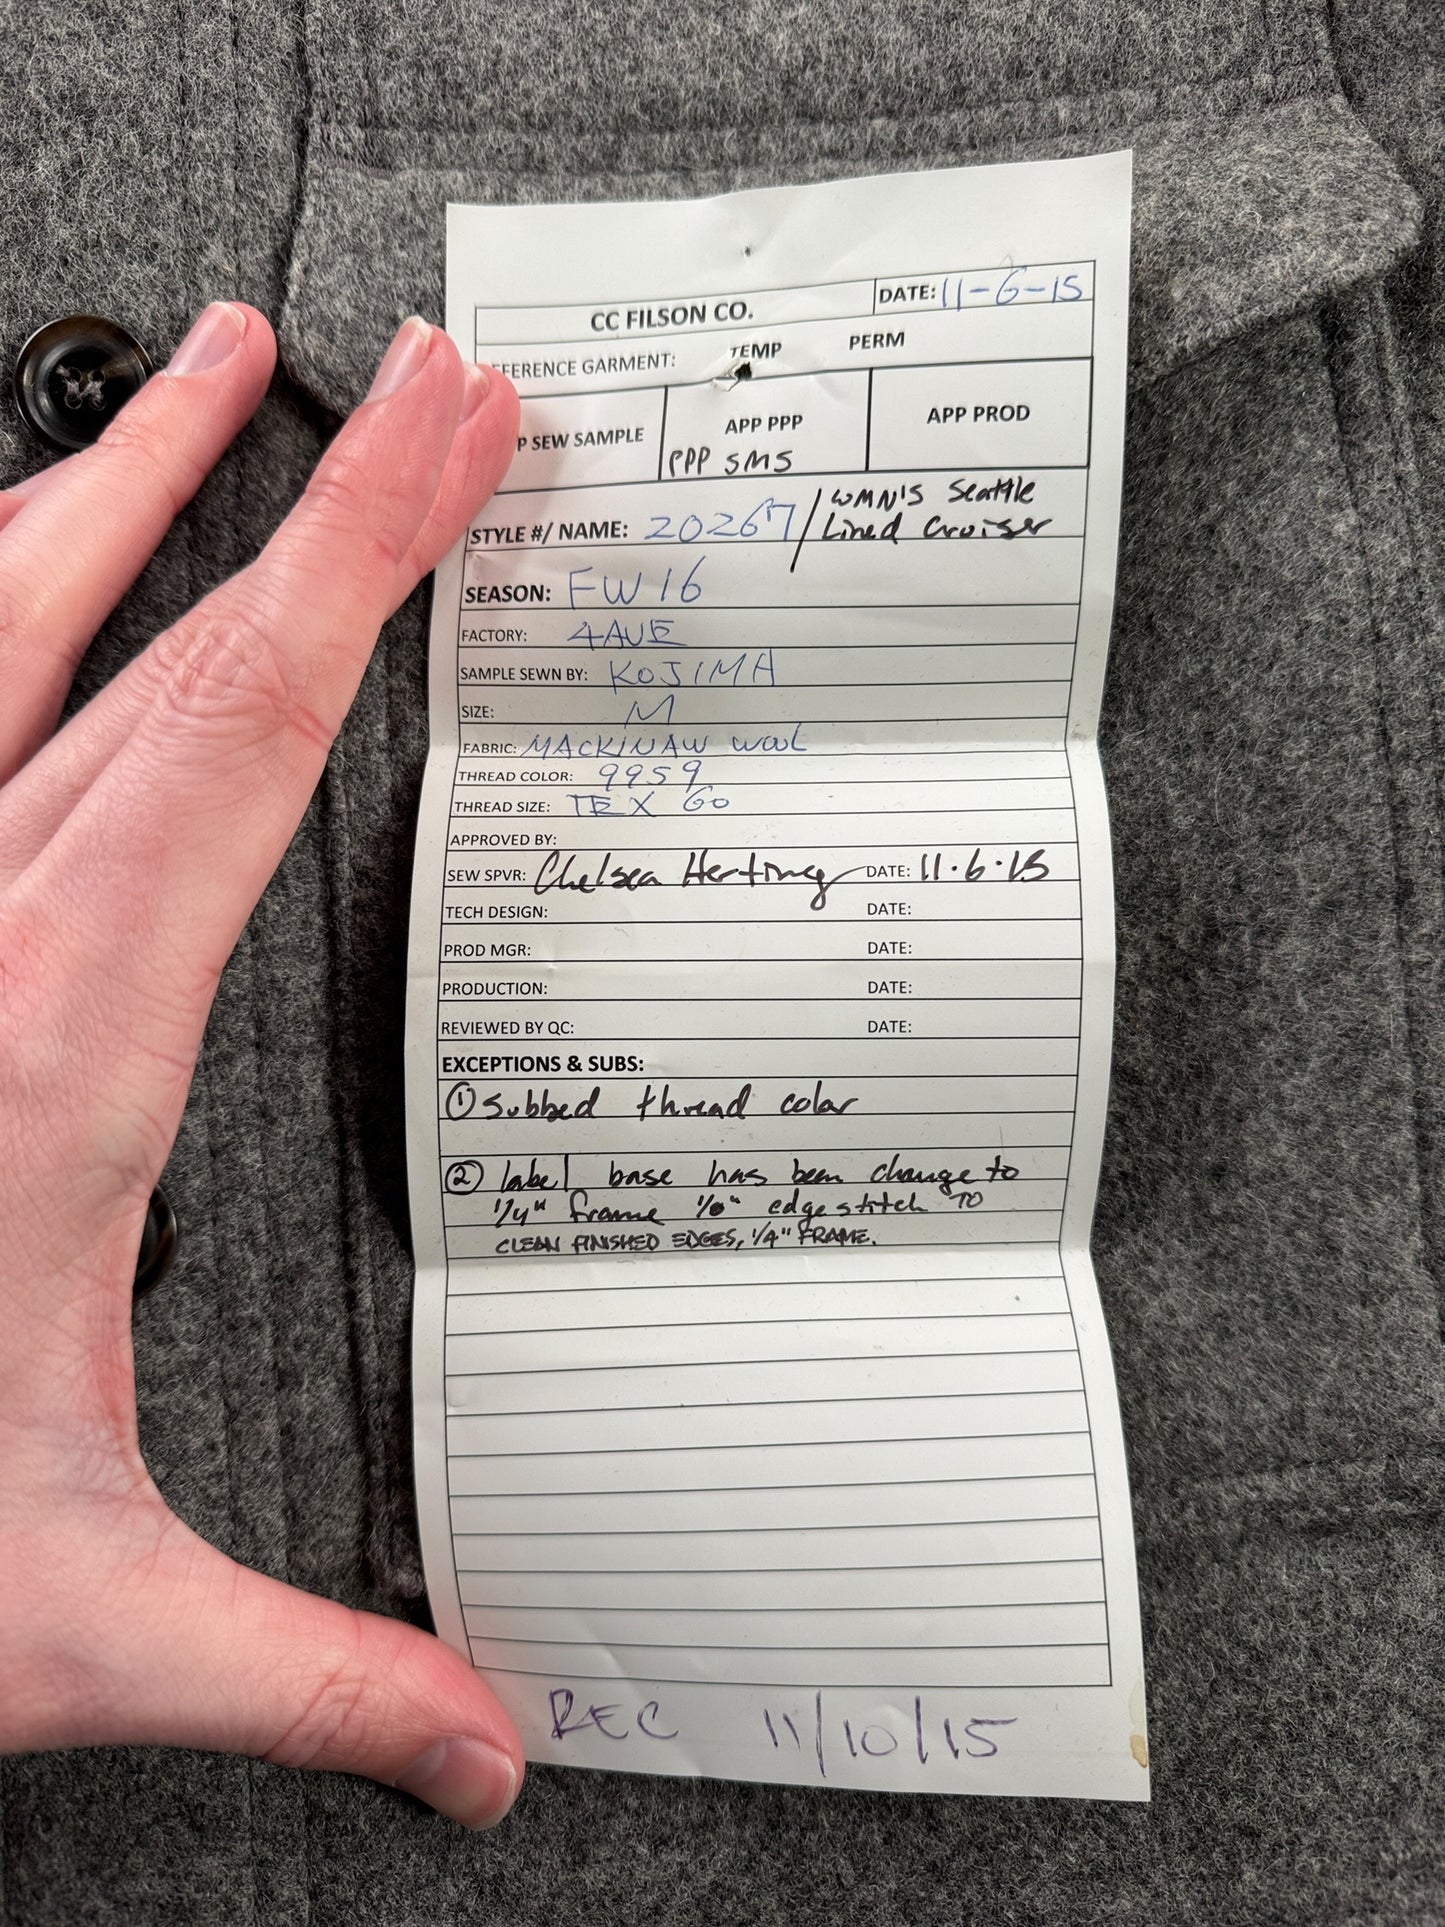 CC FILSON CO. DATE: 11-6-15
FERENCE GARMENT: TEMP PERM
P SEW SAMPLE APP PPP APP PROD
PPP SMS
STYLE #/ NAME: 20267 / WMN'S Seattle
Lined Cruiser
SEASON: FW16
FACTORY: 4AVE
SAMPLE SEWN BY: KOJIMA
SIZE: M
FABRIC: MACKINAW WOOL
THREAD COLOR: 9959
THREAD SIZE: TEX 60
APPROVED BY:
SEW SPVR: Chelsea Herting DATE: 11.6.15
TECH DESIGN: DATE:
PROD MGR: DATE:
PRODUCTION: DATE:
REVIEWED BY QC: DATE:
EXCEPTIONS & SUBS:
① Subbed thread color
② label base has been change to
1/4" frame 1/8" edgestitch TO
CLEAN FINISHED EDGES, 1/4" FRAME.
REC 11/10/15